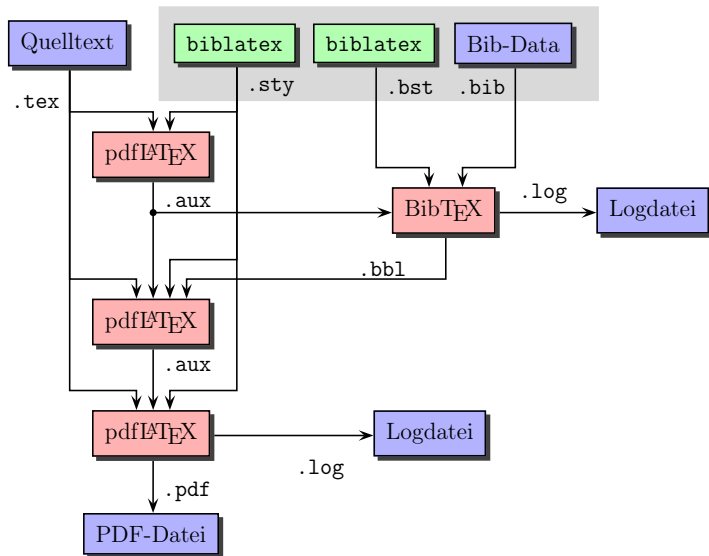 Quelltext
biblatex
biblatex
Bib-Data
.tex
.sty
.bst
.bib
pdfLATEX
.aux
BibTEX
.log
Logdatei
.bbl
pdfLATEX
.aux
pdfLATEX
Logdatei
.log
.pdf
PDF-Datei